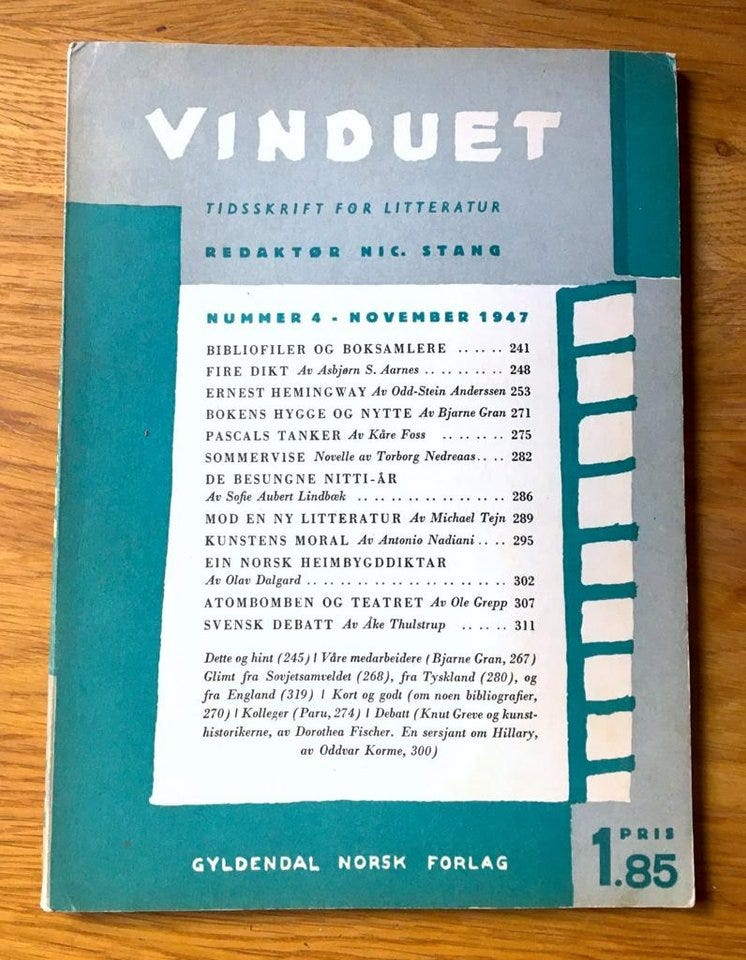 VINDUET
TIDSSKRIFT FOR LITTERATUR
REDAKTØR NIC. STANG
NUMMER 4 - NOVEMBER 1947
BIBLIOFILER OG BOKSAMLERE .. .. .. 241
FIRE DIKT Av Asbjørn S. Aarnes .. .. .. .. 248
ERNEST HEMINGWAY Av Odd-Stein Anderssen 253
BOKENS HYGGE OG NYTTE Av Bjarne Gran 271
PASCALS TANKER Av Kåre Foss .. .. .. .. 275
SOMMERVISE Novelle av Torborg Nedreaas.. .. 282
DE BESUNGNE NITTI-ÅR
Av Sofie Aubert Lindbæk .. .. .. .. .. .. .. .. .. .. .. 286
MOD EN NY LITTERATUR Av Michael Tejn 289
KUNSTENS MORAL Av Antonio Nadiani .. .. 295
EIN NORSK HEIMBYGDDIKTAR
Av Olav Dalgard .. .. .. .. .. .. .. .. .. .. .. .. .. .. 302
ATOMBOMBEN OG TEATRET Av Ole Grepp 307
SVENSK DEBATT Av Åke Thulstrup .. .. .. 311
Dette og hint (245) | Våre medarbeidere (Bjarne Gran, 267)
Glimt fra Sovjetsamveldet (268), fra Tyskland (280), og
fra England (319) | Kort og godt (om noen bibliografier,
270) | Kolleger (Paru, 274) | Debatt (Knut Greve og kunst-
historikerne, av Dorothea Fischer. En sersjant om Hillary,
av Oddvar Korme, 300)
GYLDENDAL NORSK FORLAG
PRIS
1.85